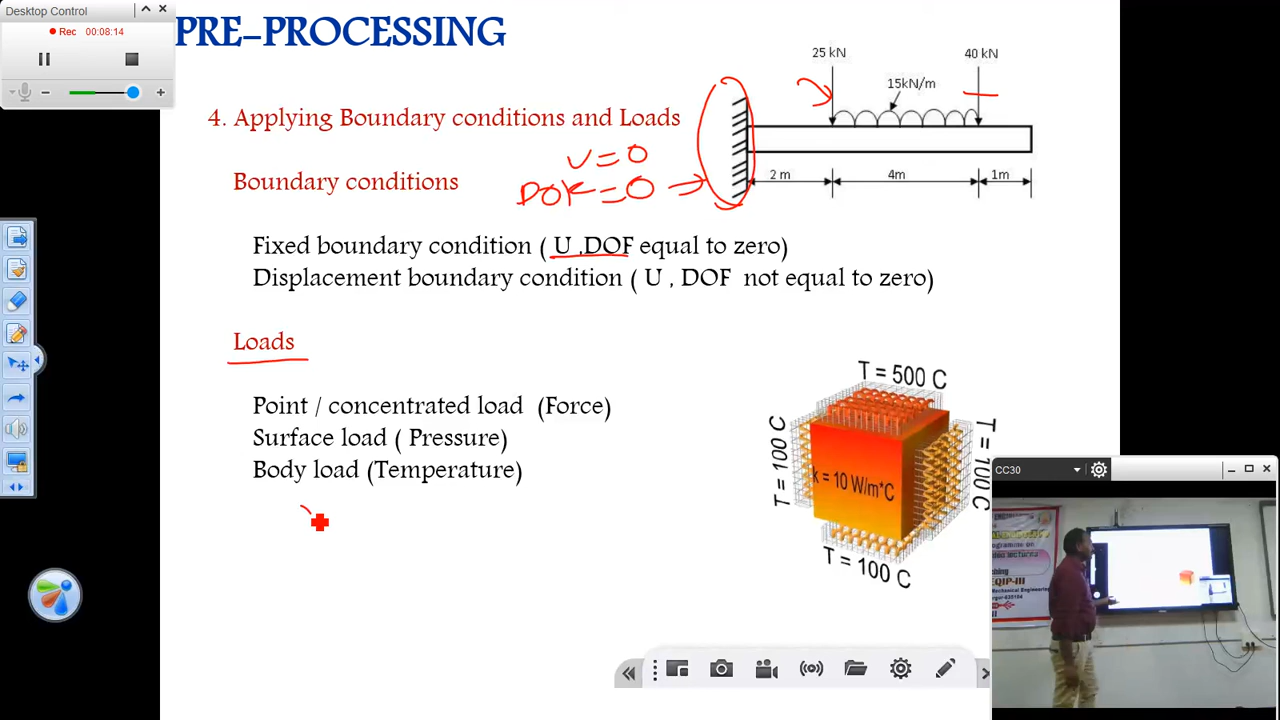 Desktop Control
Rec 00:08:14
PRE-PROCESSING
25 kN
40 kN
15kN/m
4. Applying Boundary conditions and Loads
U=0
DOF=0
Boundary conditions
2 m
4m
1m
Fixed boundary condition ( U ,DOF equal to zero)
Displacement boundary condition ( U , DOF not equal to zero)
Loads
T = 500 C
Point / concentrated load (Force)
Surface load ( Pressure)
Body load (Temperature)
T = 100 C
k = 10 W/m*C
T = 100 C
T = 100 C
CC30